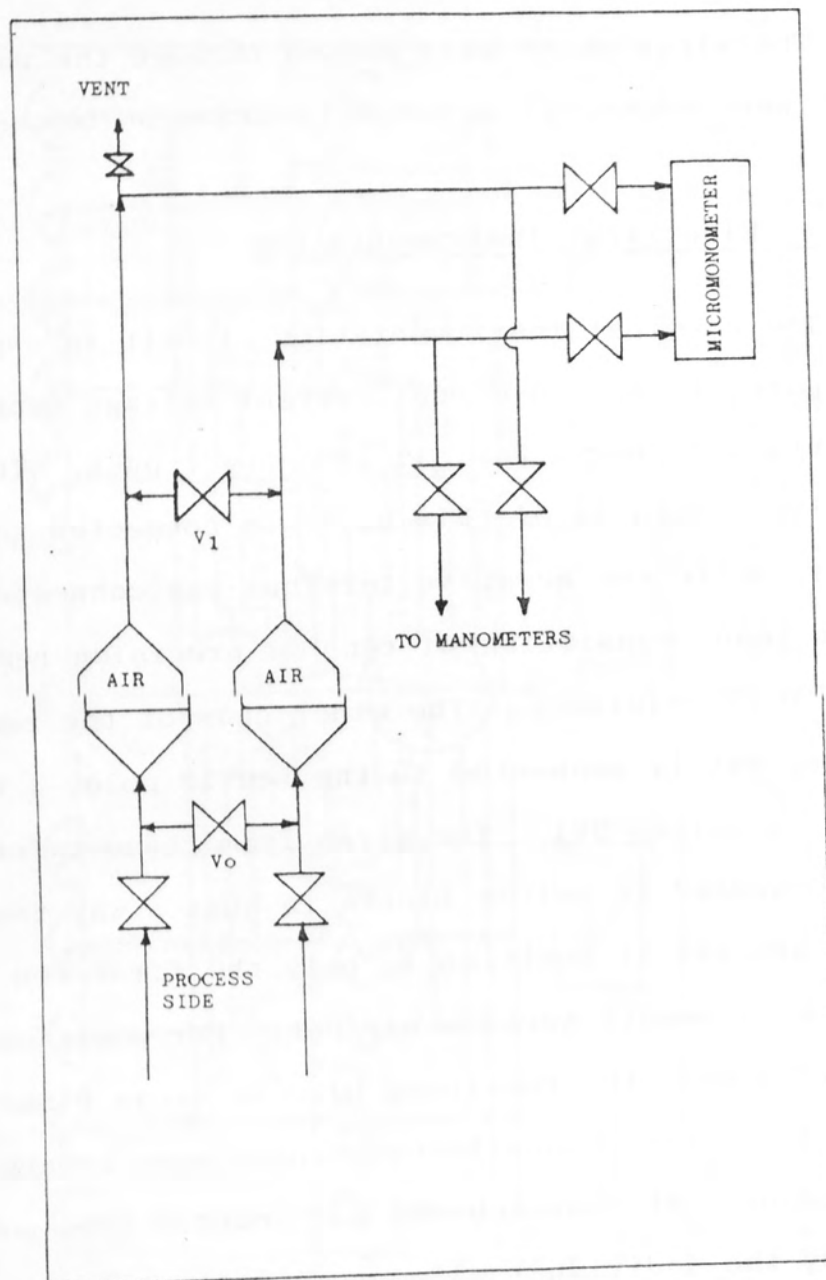 VENT
MICROMONOMETER
V1
TO MANOMETERS
AIR
AIR
Vo
PROCESS
SIDE